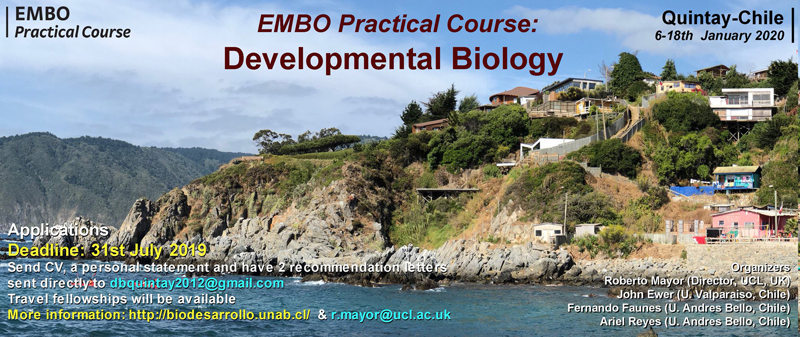 EMBO
Practical Course
EMBO Practical Course:
Developmental Biology
Quintay-Chile
6-18th January 2020
Applications
Deadline: 31st July 2019
Send CV, a personal statement and have 2 recommendation letters
sent directly to dbquintay2012@gmail.com
Travel fellowships will be available
More information: http://biodesarrollo.unab.cl/ & r.mayor@ucl.ac.uk
Organizers
Roberto Mayor (Director, UCL, UK)
John Ewer (U. Valparaiso, Chile)
Fernando Faunes (U. Andres Bello, Chile)
Ariel Reyes (U. Andres Bello, Chile)